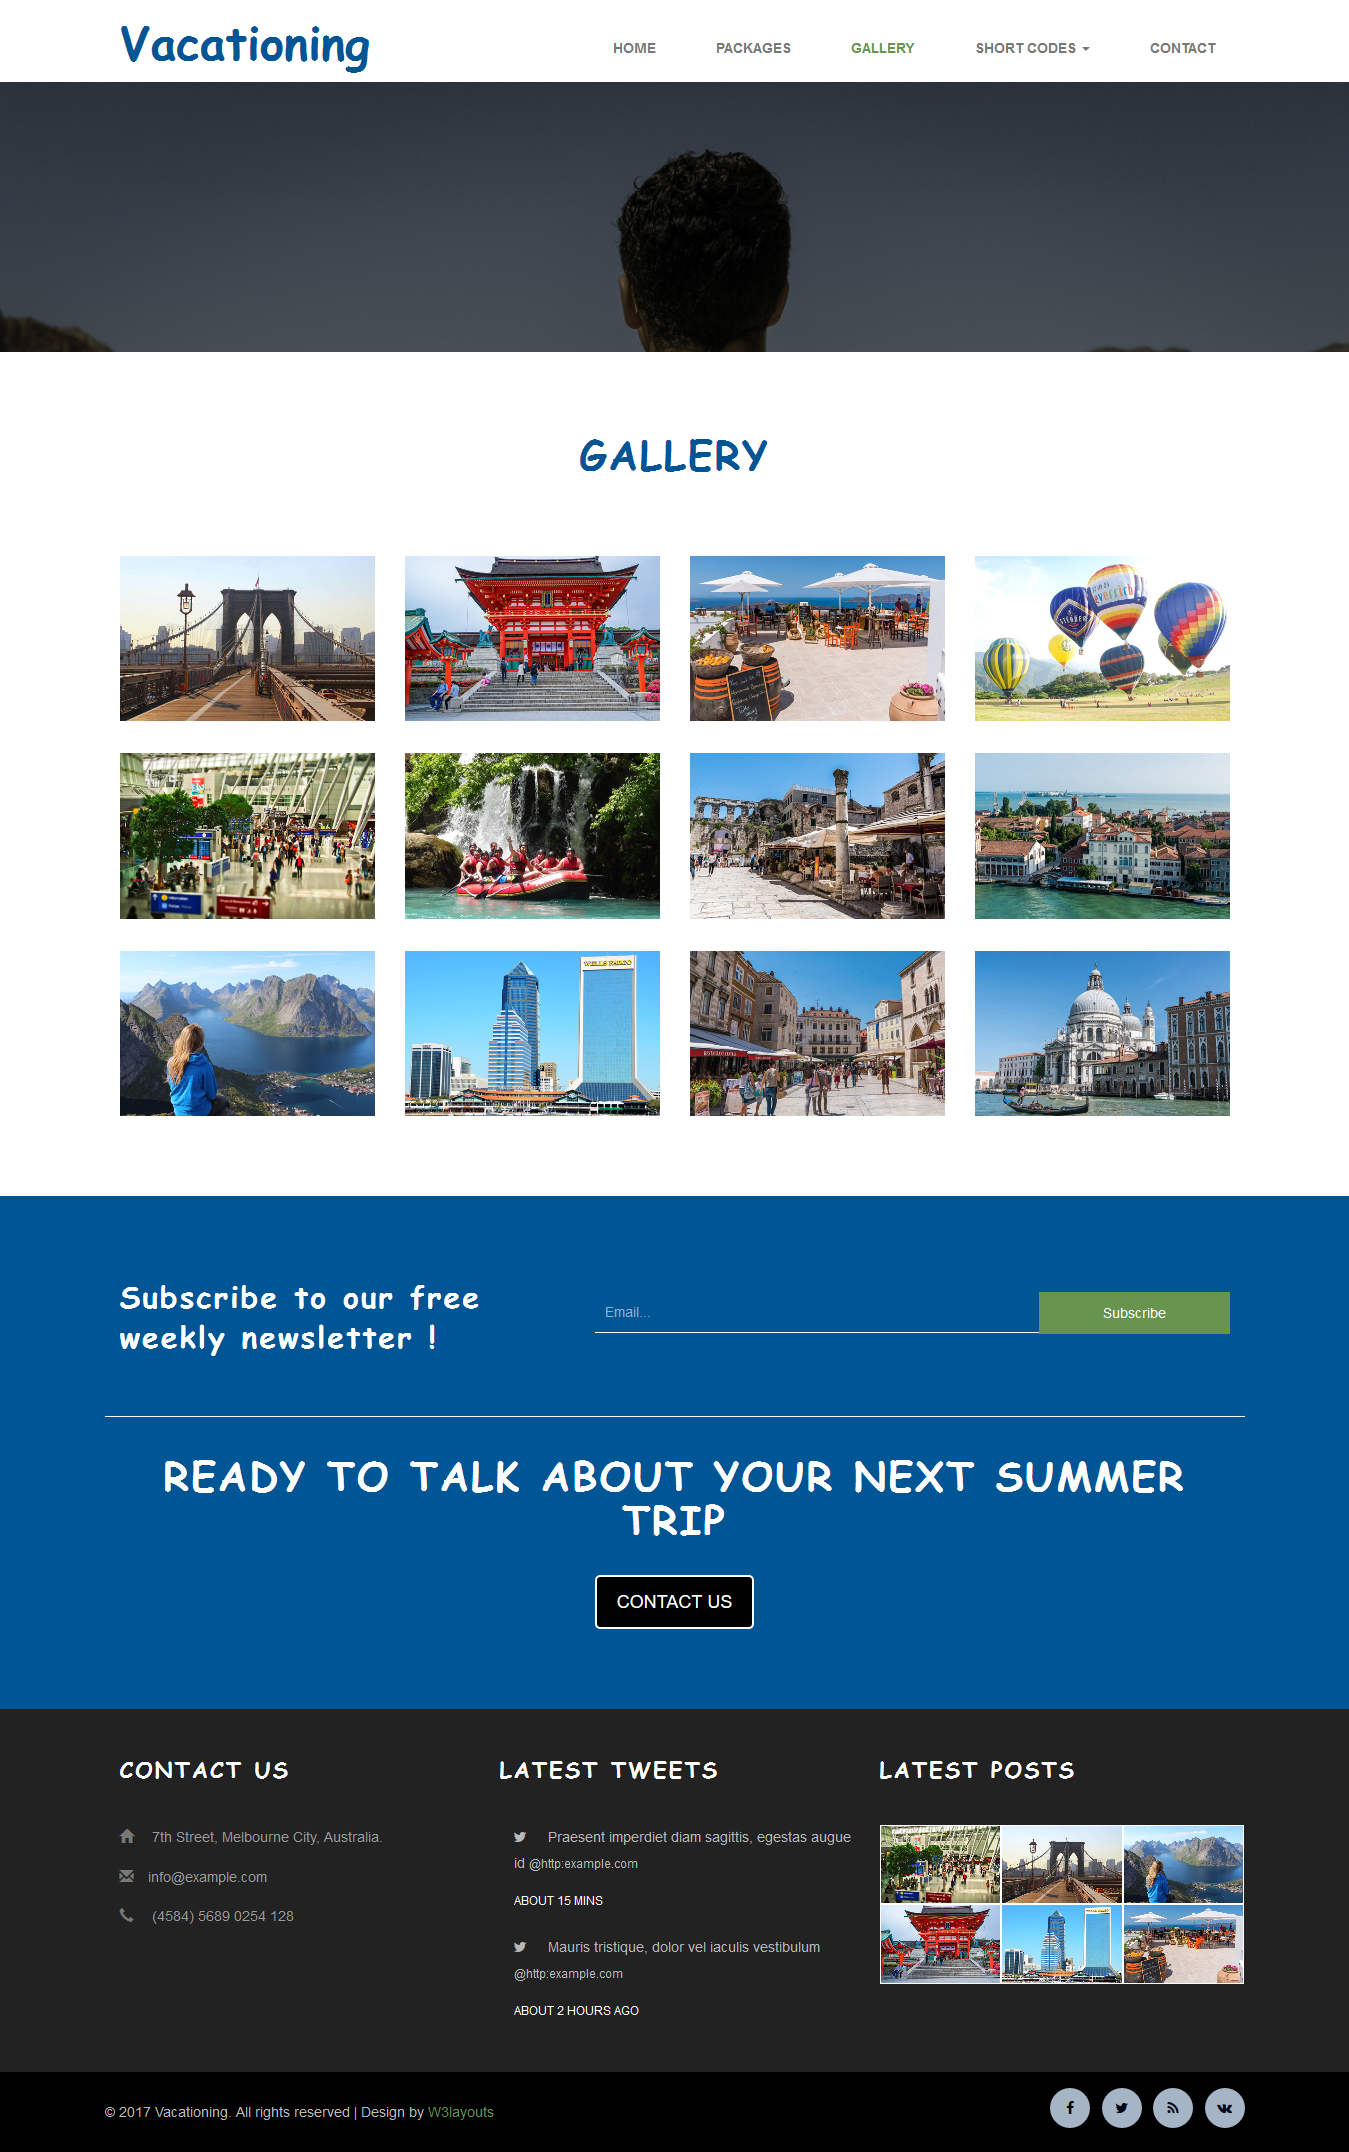 Vacationing
HOME
PACKAGES
GALLERY
SHORT CODES
CONTACT
GALLERY
WELLS FARGO
Subscribe to our free
weekly newsletter !
Email...
Subscribe
READY TO TALK ABOUT YOUR NEXT SUMMER
TRIP
CONTACT US
CONTACT US
7th Street, Melbourne City, Australia.
info@example.com
(4584) 5689 0254 128
LATEST TWEETS
Praesent imperdiet diam sagittis, egestas augue
id @http:example.com
ABOUT 15 MINS
Mauris tristique, dolor vel iaculis vestibulum
@http:example.com
ABOUT 2 HOURS AGO
LATEST POSTS
© 2017 Vacationing. All rights reserved | Design by W3layouts